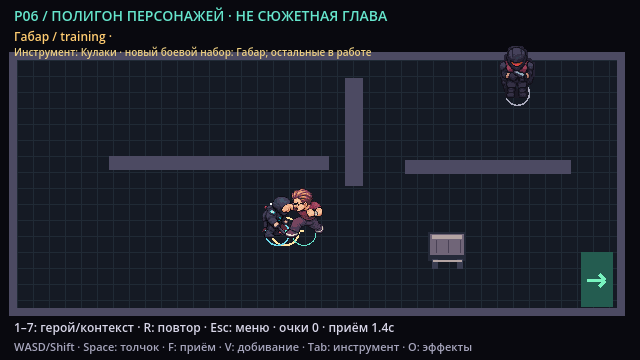 P06 / ПОЛИГОН ПЕРСОНАЖЕЙ · НЕ СЮЖЕТНАЯ ГЛАВА
Габар / training ·
Инструмент: Кулаки · новый боевой набор: Габар; остальные в работе
1–7: герой/контекст · R: повтор · Esc: меню · очки 0 · приём 1.4с
WASD/Shift · Space: толчок · F: приём · V: добивание · Tab: инструмент · O: эффекты